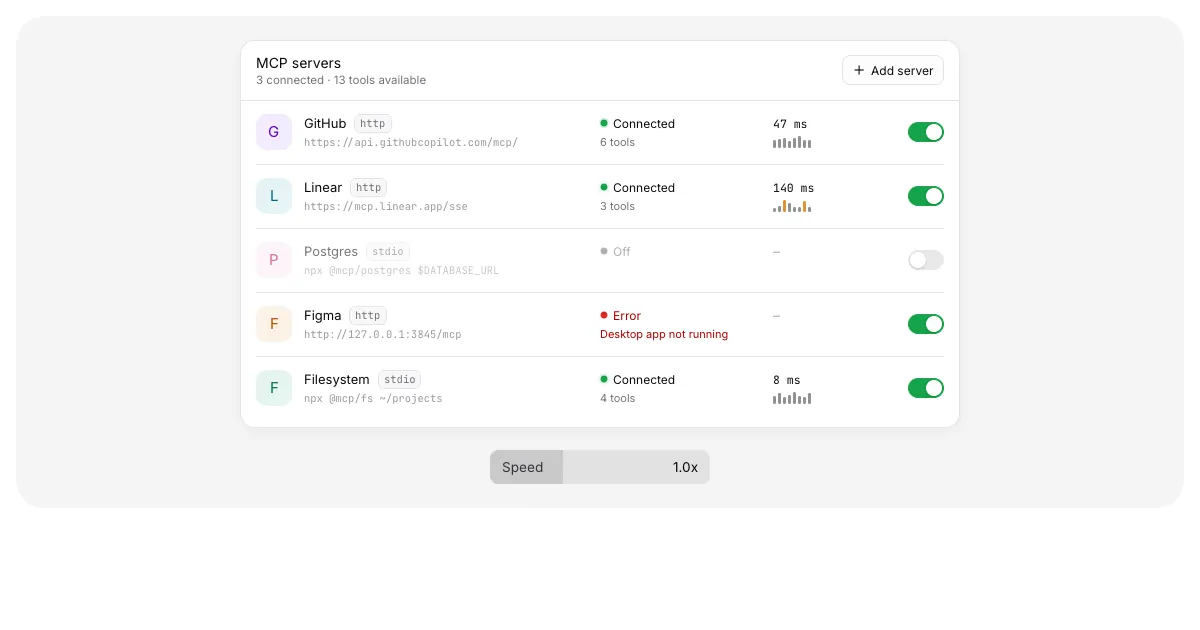 MCP servers
3 connected · 13 tools available
+ Add server
G
GitHub http
https://api.githubcopilot.com/mcp/
Connected
6 tools
47 ms
L
Linear http
https://mcp.linear.app/sse
Connected
3 tools
140 ms
P
Postgres stdio
npx @mcp/postgres $DATABASE_URL
Off
—
F
Figma http
http://127.0.0.1:3845/mcp
Error
Desktop app not running
—
F
Filesystem stdio
npx @mcp/fs ~/projects
Connected
4 tools
8 ms
Speed 1.0x